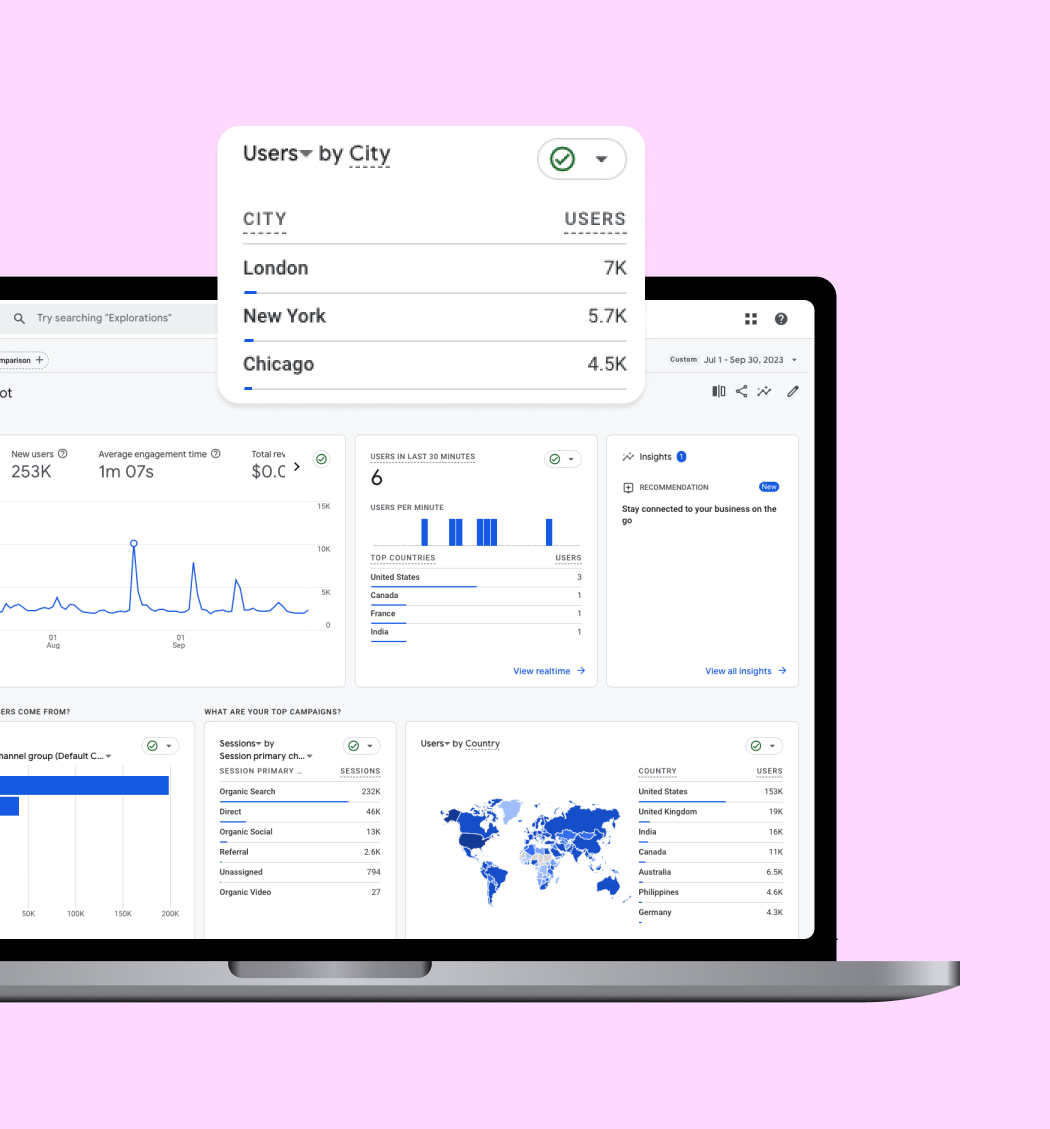 Users by City
CITY USERS
London 7K
New York 5.7K
Chicago 4.5K
Try searching "Explorations"
mparison +
Custom Jul 1 - Sep 30, 2023
ot
New users
253K
Average engagement time
1m 07s
Total rev
$0.0
15K
10K
5K
0
01
Aug
01
Sep
USERS IN LAST 30 MINUTES
6
USERS PER MINUTE
TOP COUNTRIES USERS
United States 3
Canada 1
France 1
India 1
View realtime
Insights 1
RECOMMENDATION New
Stay connected to your business on the
go
View all insights
ERS COME FROM?
hannel group (Default C...
50K 100K 150K 200K
WHAT ARE YOUR TOP CAMPAIGNS?
Sessions by
Session primary ch...
SESSION PRIMARY ... SESSIONS
Organic Search 232K
Direct 46K
Organic Social 13K
Referral 2.6K
Unassigned 794
Organic Video 27
Users by Country
COUNTRY USERS
United States 153K
United Kingdom 19K
India 16K
Canada 11K
Australia 6.5K
Philippines 4.6K
Germany 4.3K